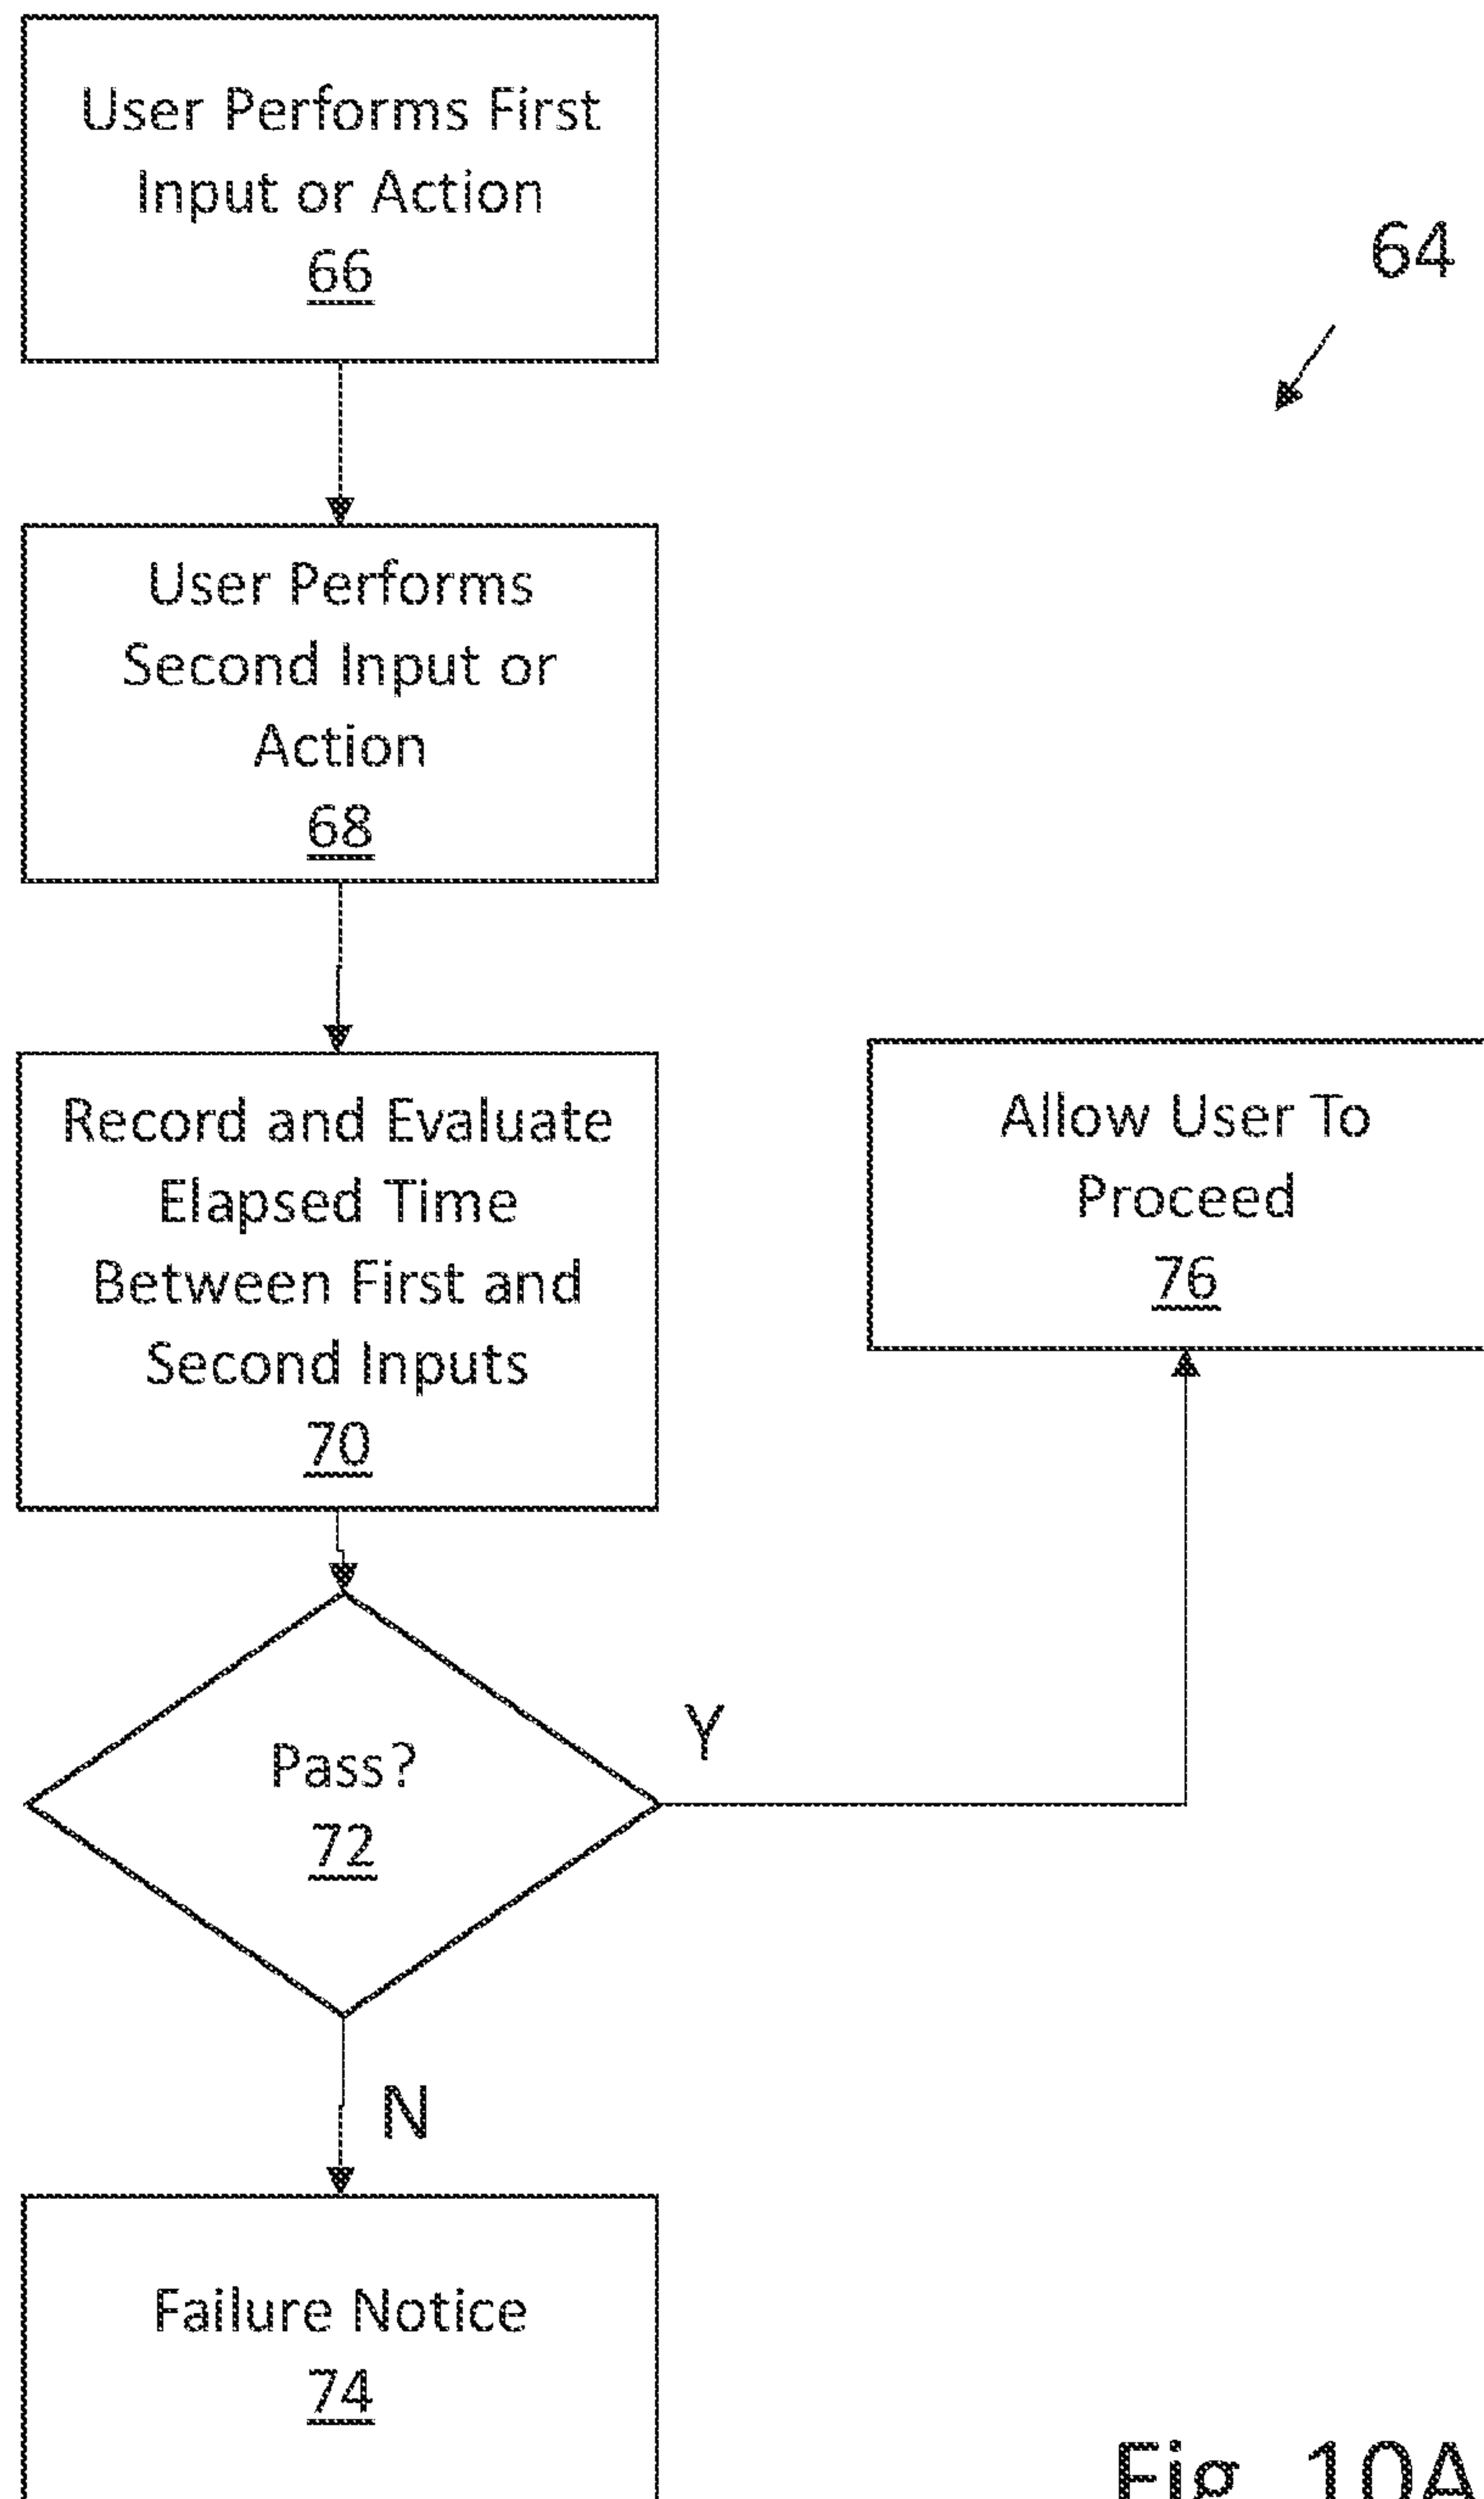 User Performs First
Input or Action
66
64
User Performs
Second Input or
Action
68
Record and Evaluate
Elapsed Time
Between First and
Second Inputs
70
Allow User To
Proceed
76
Pass?
72
Y
N
Failure Notice
74
Fig. 10A